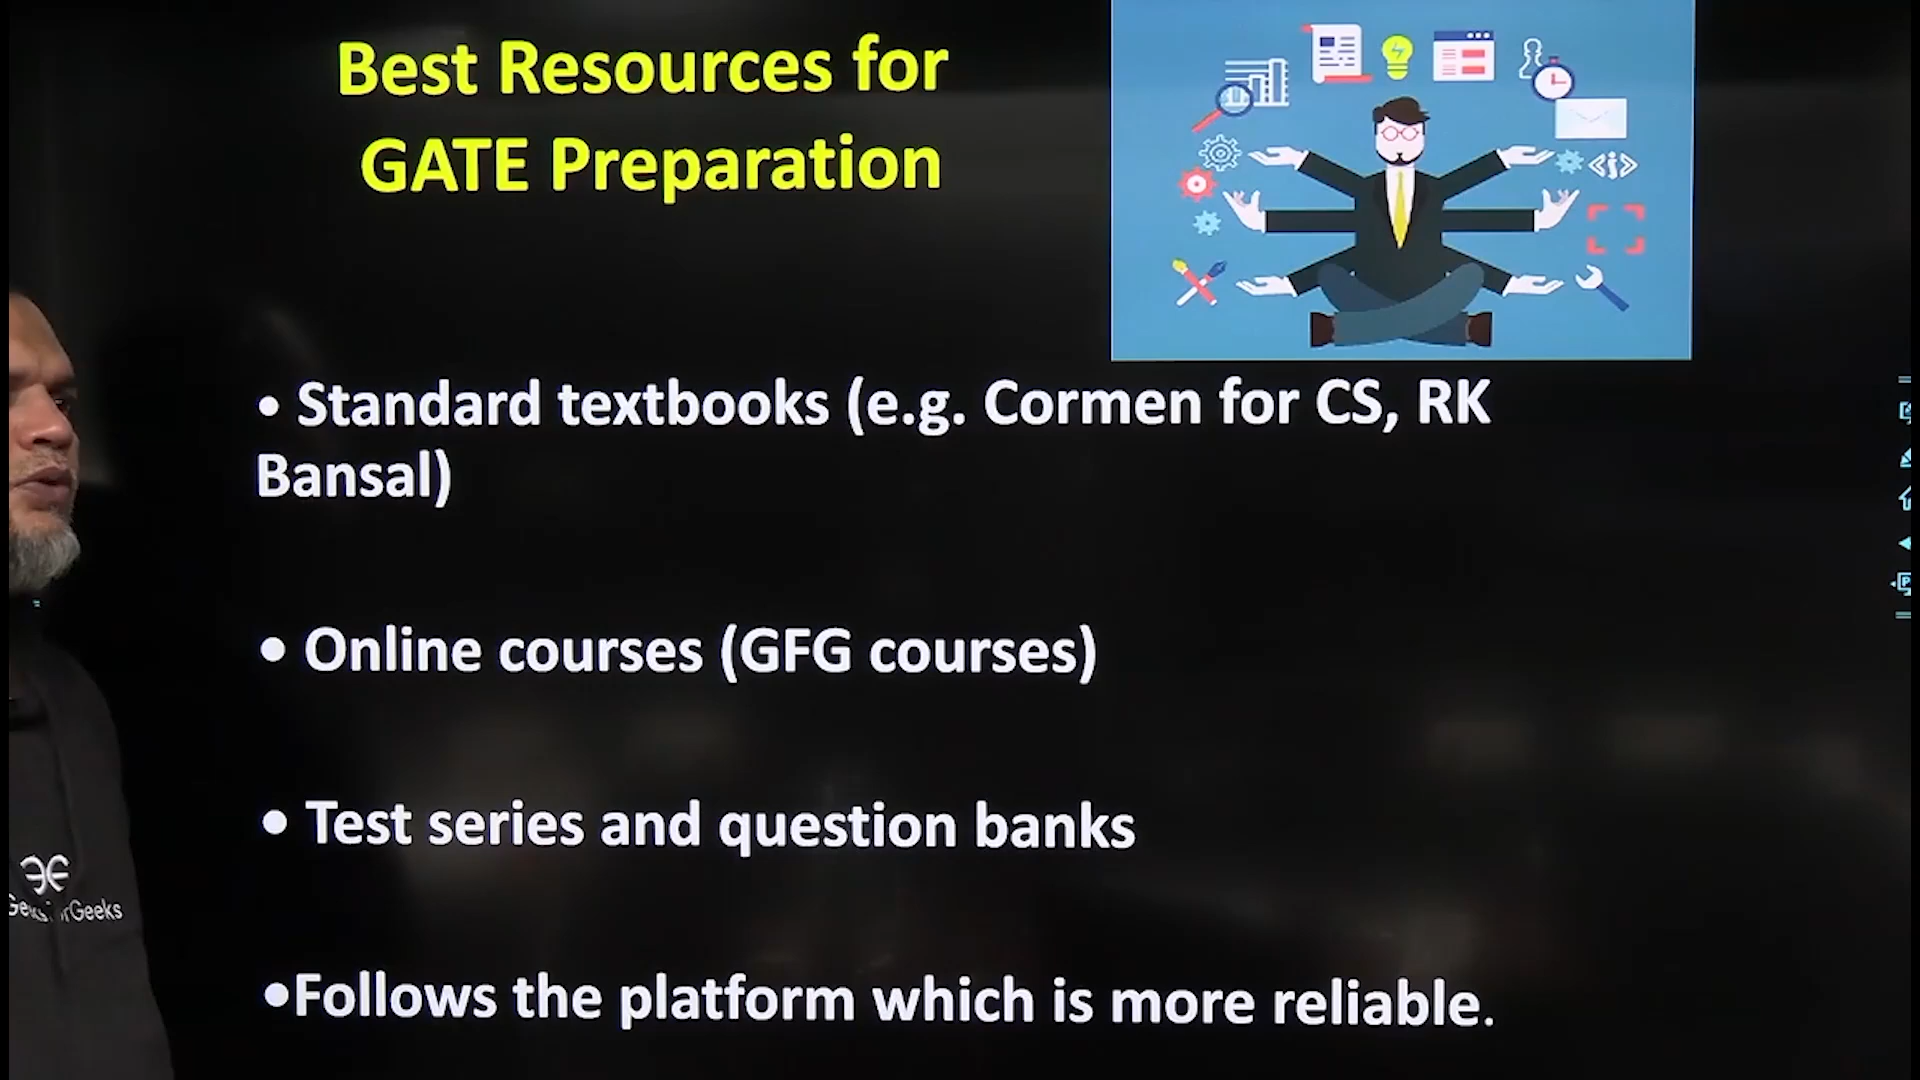 Best Resources for
GATE Preparation
• Standard textbooks (e.g. Cormen for CS, RK
Bansal)
• Online courses (GFG courses)
• Test series and question banks
•Follows the platform which is more reliable.